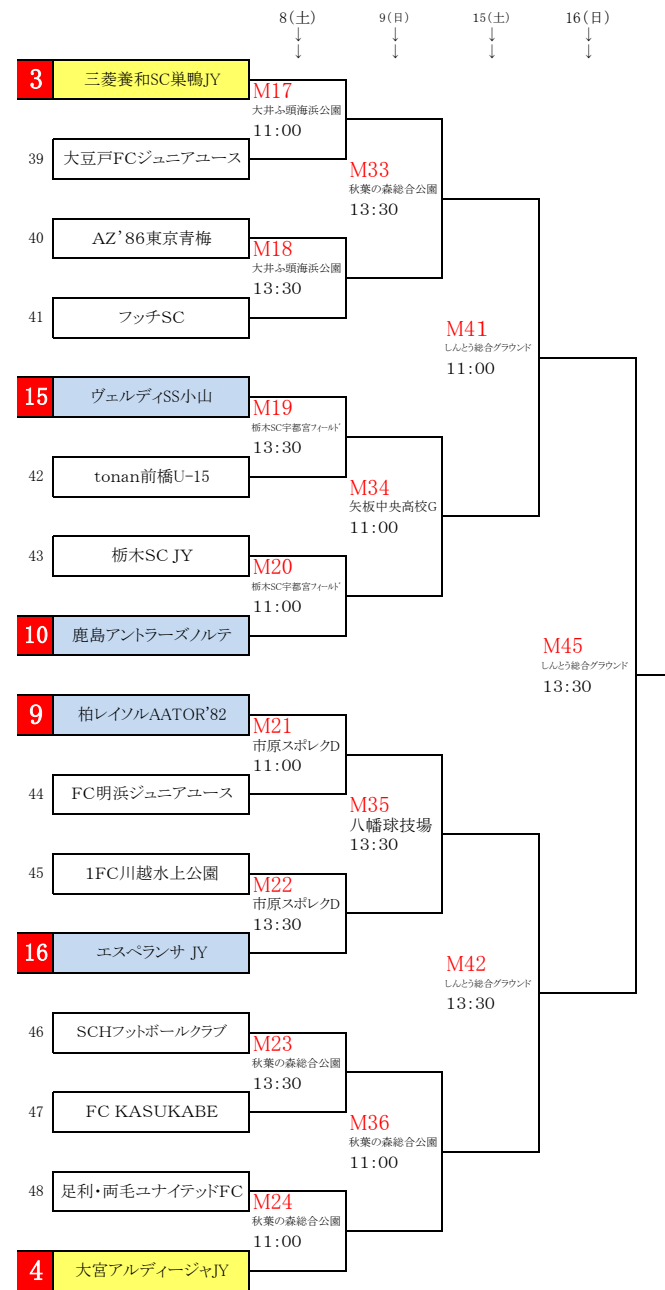 8(土) 9(日) 15(土) 16(日)
↓ ↓ ↓ ↓
↓ ↓ ↓ ↓
3 三菱養和SC巣鴨JY
M17
大井ふ頭海浜公園
11:00
39 大豆戸FCジュニアユース
M33
秋葉の森総合公園
13:30
40 AZ'86東京青梅
M18
大井ふ頭海浜公園
13:30
41 フッチSC
M41
しんとう総合グラウンド
11:00
15 ヴェルディSS小山
M19
栃木SC宇都宮フィールド
13:30
42 tonan前橋U-15
M34
矢板中央高校G
11:00
43 栃木SC JY
M20
栃木SC宇都宮フィールド
11:00
10 鹿島アントラーズノルテ
M45
しんとう総合グラウンド
13:30
9 柏レイソルAATOR'82
M21
市原スポレクD
11:00
44 FC明浜ジュニアユース
M35
八幡球技場
13:30
45 1FC川越水上公園
M22
市原スポレクD
13:30
16 エスペランサ JY
M42
しんとう総合グラウンド
13:30
46 SCHフットボールクラブ
M23
秋葉の森総合公園
13:30
47 FC KASUKABE
M36
秋葉の森総合公園
11:00
48 足利・両毛ユナイテッドFC
M24
秋葉の森総合公園
11:00
4 大宮アルディージャJY